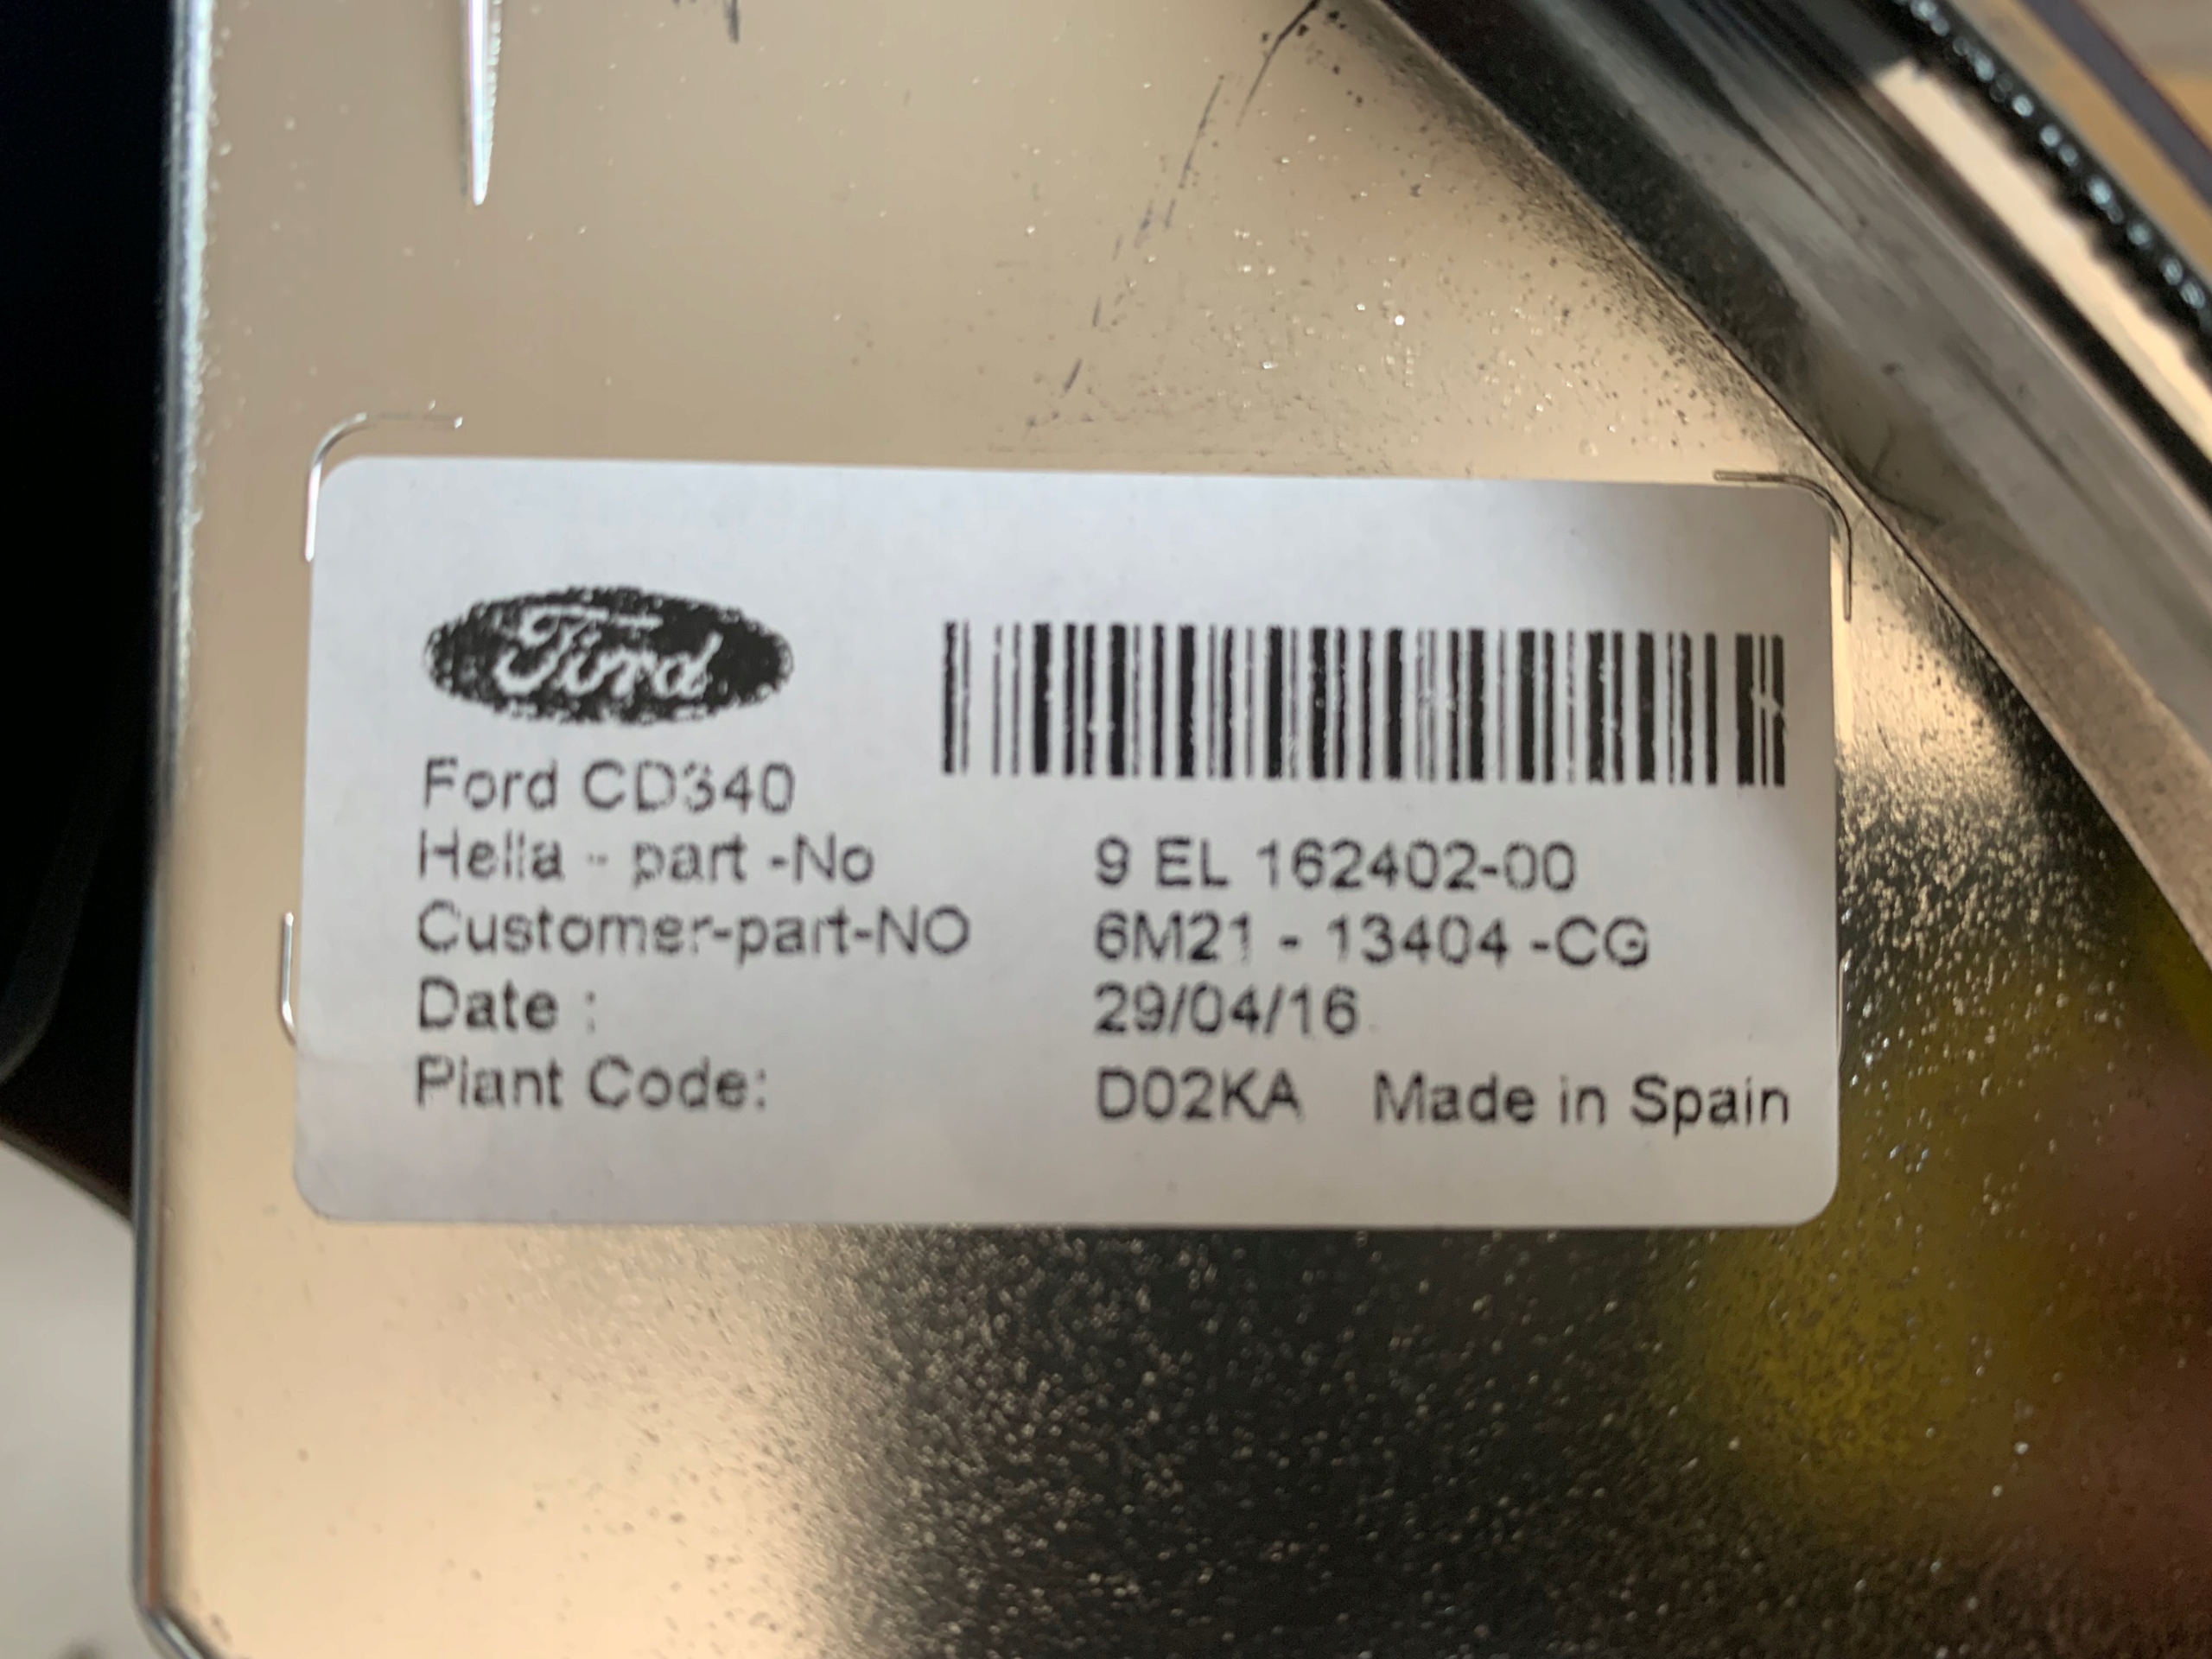 Ford
Ford CD340
Hella - part -No 9 EL 162402-00
Customer-part-NO 6M21 - 13404 -CG
Date : 29/04/16
Plant Code: D02KA Made in Spain